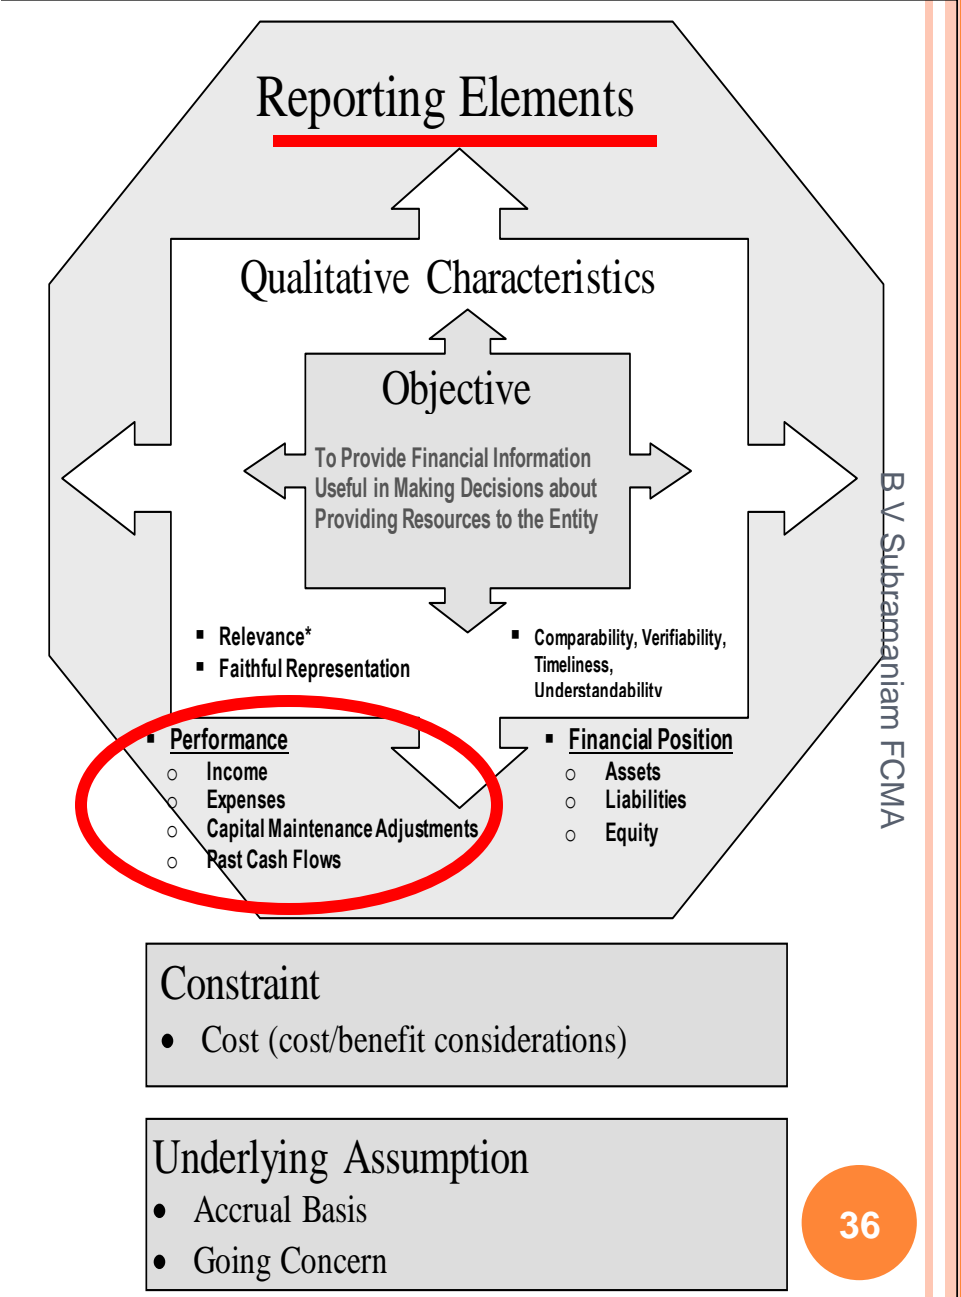 Reporting Elements
Qualitative Characteristics
Objective
To Provide Financial Information
Useful in Making Decisions about
Providing Resources to the Entity
▪ Relevance*
▪ Faithful Representation
▪ Comparability, Verifiability,
Timeliness,
Understandability
▪ Performance
o Income
o Expenses
o Capital Maintenance Adjustments
o Past Cash Flows
▪ Financial Position
o Assets
o Liabilities
o Equity
Constraint
• Cost (cost/benefit considerations)
Underlying Assumption
• Accrual Basis
• Going Concern
B V Subramaniam FCMA
36